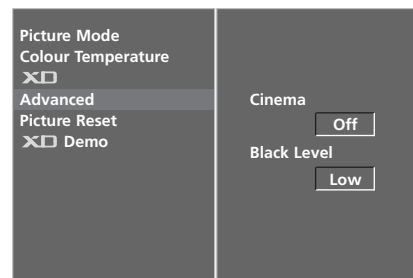 Picture Mode
Colour Temperature
XD
Advanced
Picture Reset
XD Demo
Cinema
Off
Black Level
Low